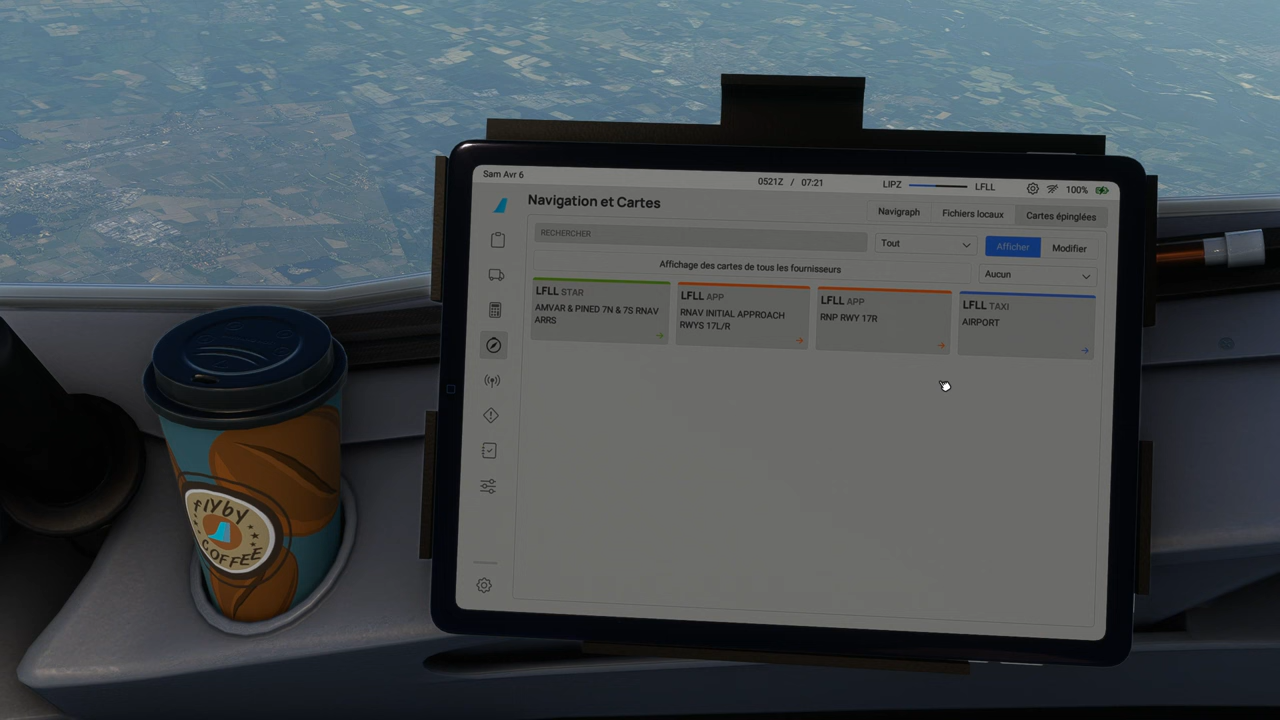 Sam Avr 6
0521Z / 07:21
LIPZ
LFLL
100%
Navigation et Cartes
Navigraph
Fichiers locaux
Cartes épinglées
RECHERCHER
Tout
Afficher
Modifier
Affichage des cartes de tous les fournisseurs
Aucun
LFLL STAR
AMVAR & PINED 7N & 7S RNAV
ARRS
LFLL APP
RNAV INITIAL APPROACH
RWYS 17L/R
LFLL APP
RNP RWY 17R
LFLL TAXI
AIRPORT
flyby
COFFEE